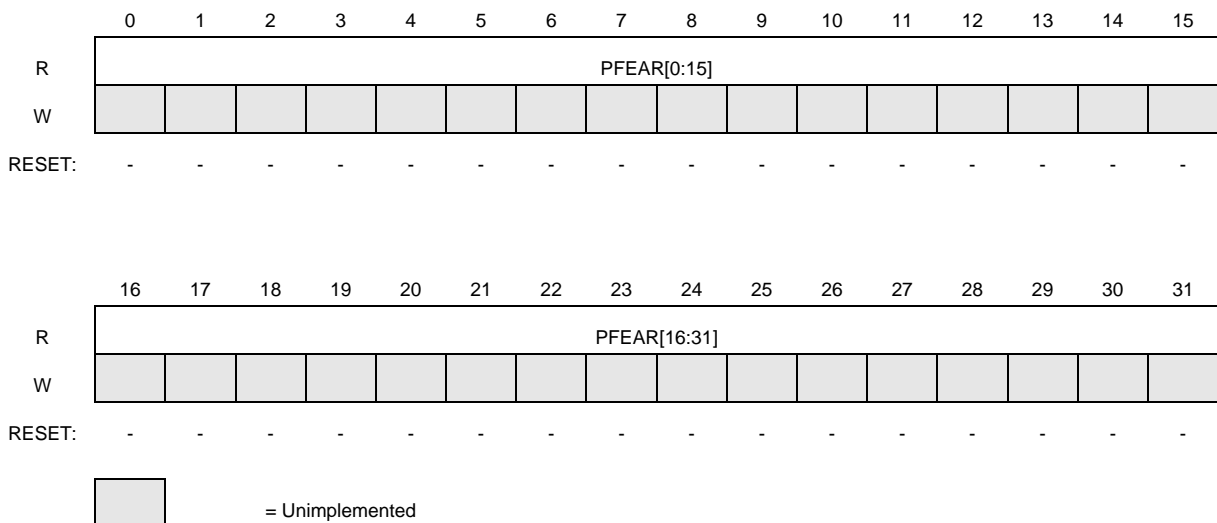 0 1 2 3 4 5 6 7 8 9 10 11 12 13 14 15
R PFEAR[0:15]
W
RESET: - - - - - - - - - - - - - - - -
16 17 18 19 20 21 22 23 24 25 26 27 28 29 30 31
R PFEAR[16:31]
W
RESET: - - - - - - - - - - - - - - - -
= Unimplemented